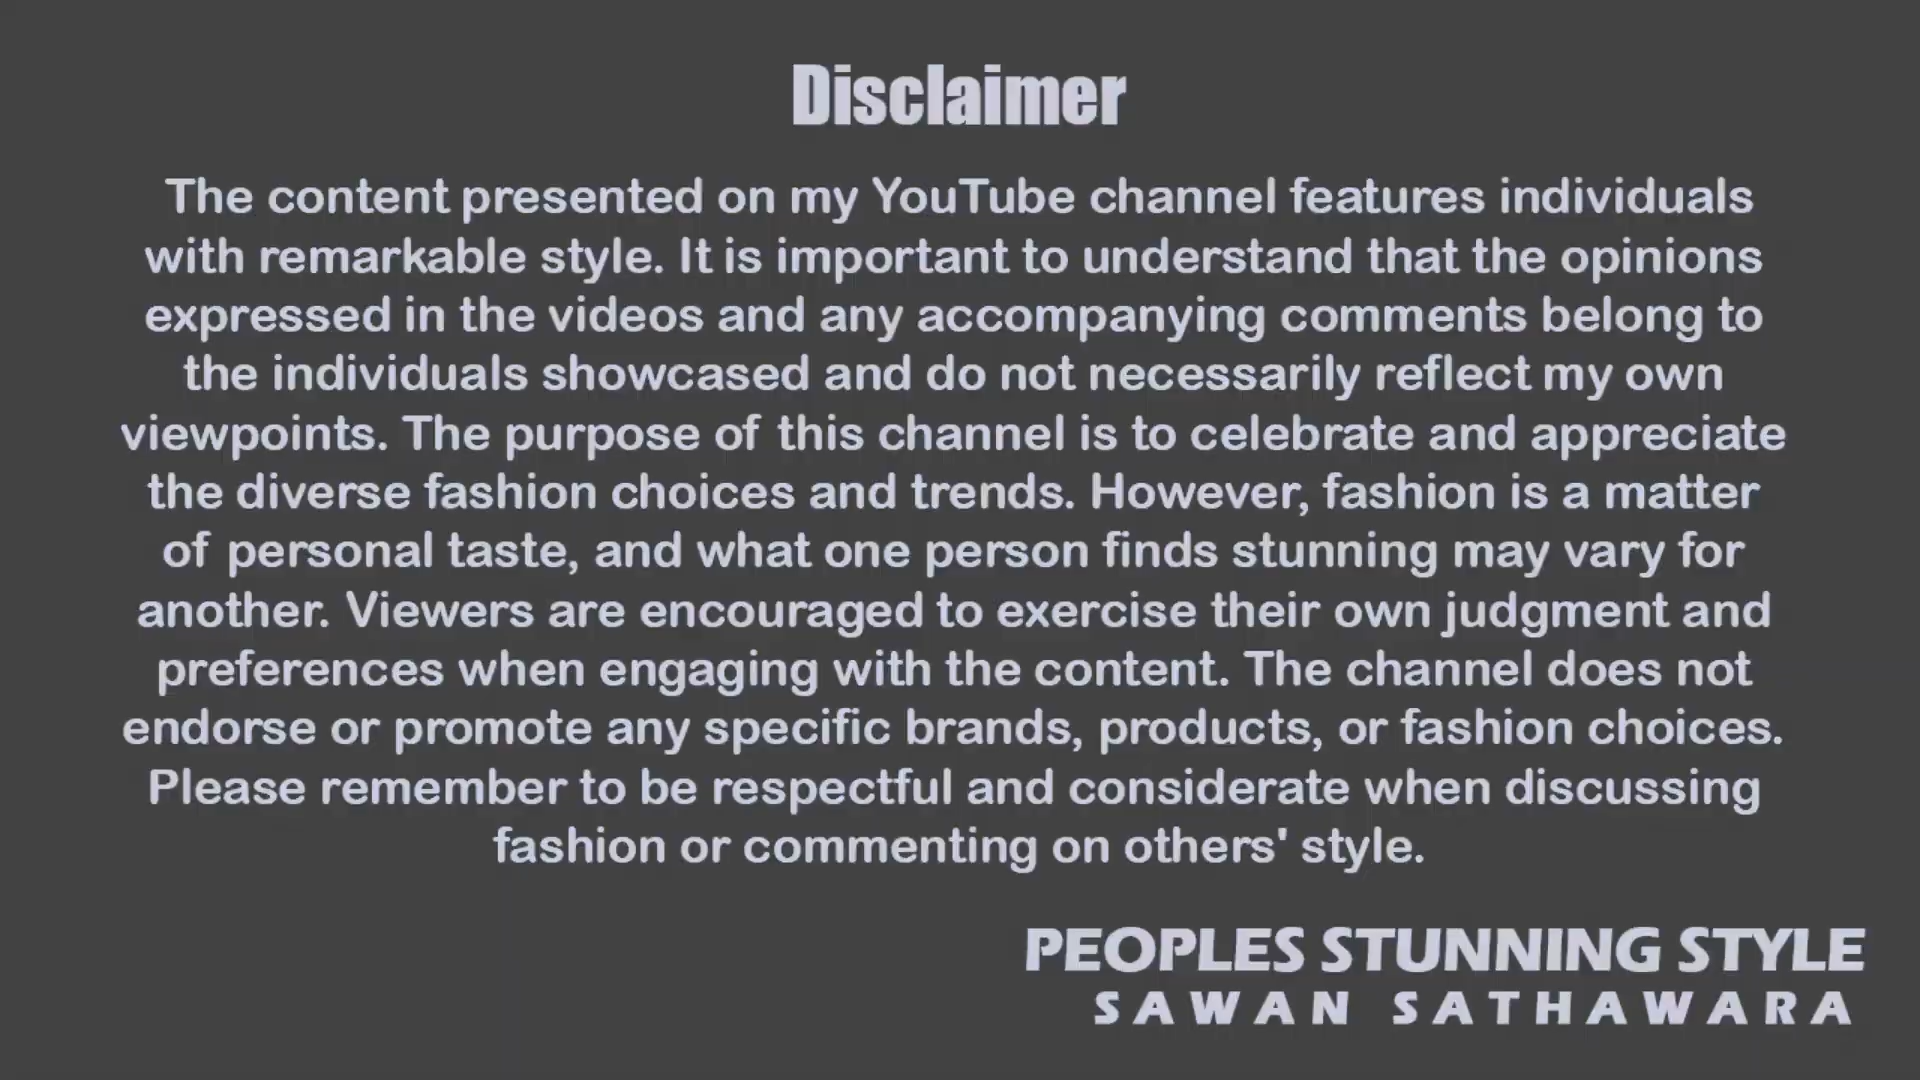 Disclaimer
The content presented on my YouTube channel features individuals
with remarkable style. It is important to understand that the opinions
expressed in the videos and any accompanying comments belong to
the individuals showcased and do not necessarily reflect my own
viewpoints. The purpose of this channel is to celebrate and appreciate
the diverse fashion choices and trends. However, fashion is a matter
of personal taste, and what one person finds stunning may vary for
another. Viewers are encouraged to exercise their own judgment and
preferences when engaging with the content. The channel does not
endorse or promote any specific brands, products, or fashion choices.
Please remember to be respectful and considerate when discussing
fashion or commenting on others' style.
PEOPLES STUNNING STYLE
SAWAN SATHAWARA